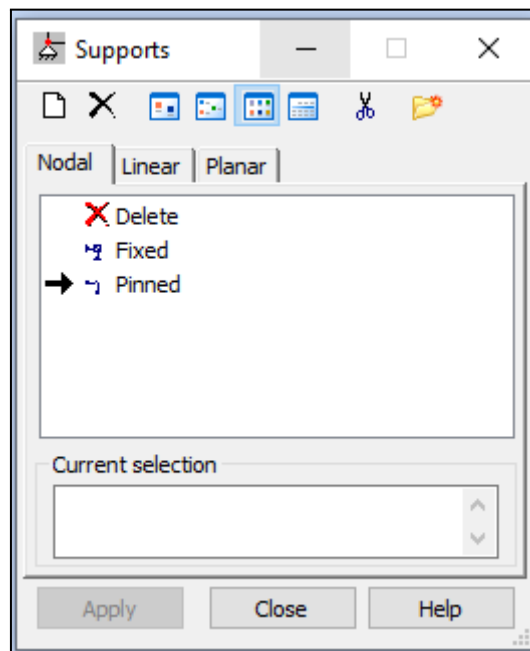 Supports
Nodal Linear Planar
Delete
Fixed
Pinned
Current selection
Apply Close Help